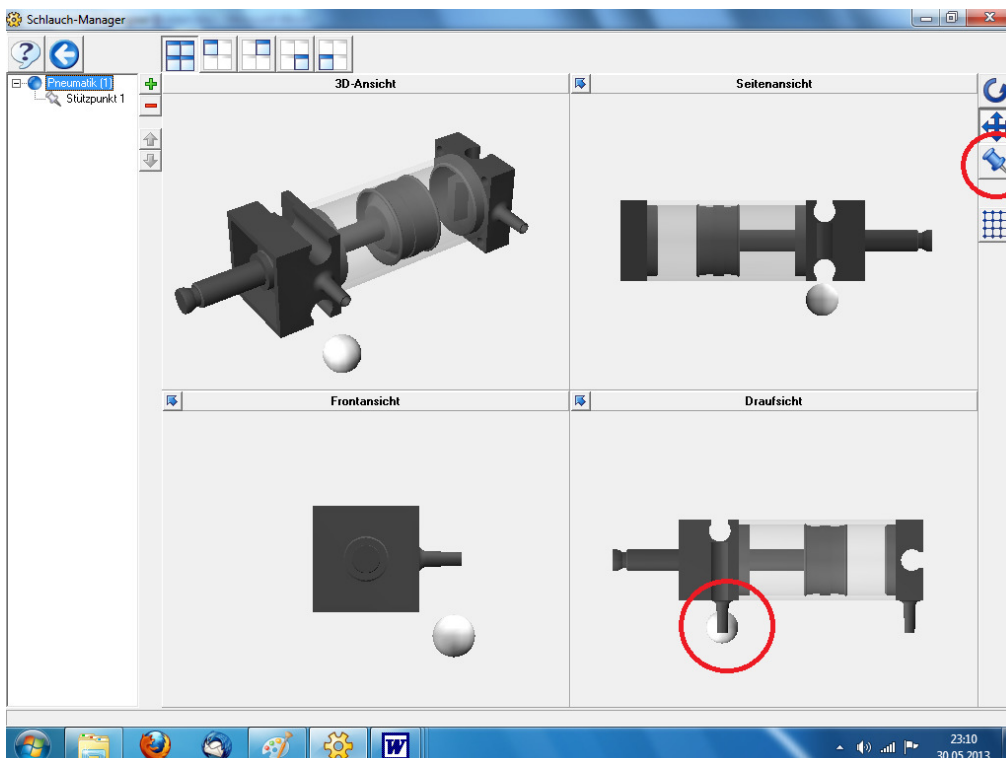 Schlauch-Manager
Pneumatik (1)
Stützpunkt 1
3D-Ansicht
Seitenansicht
Frontansicht
Draufsicht
23:10
30.05.2013